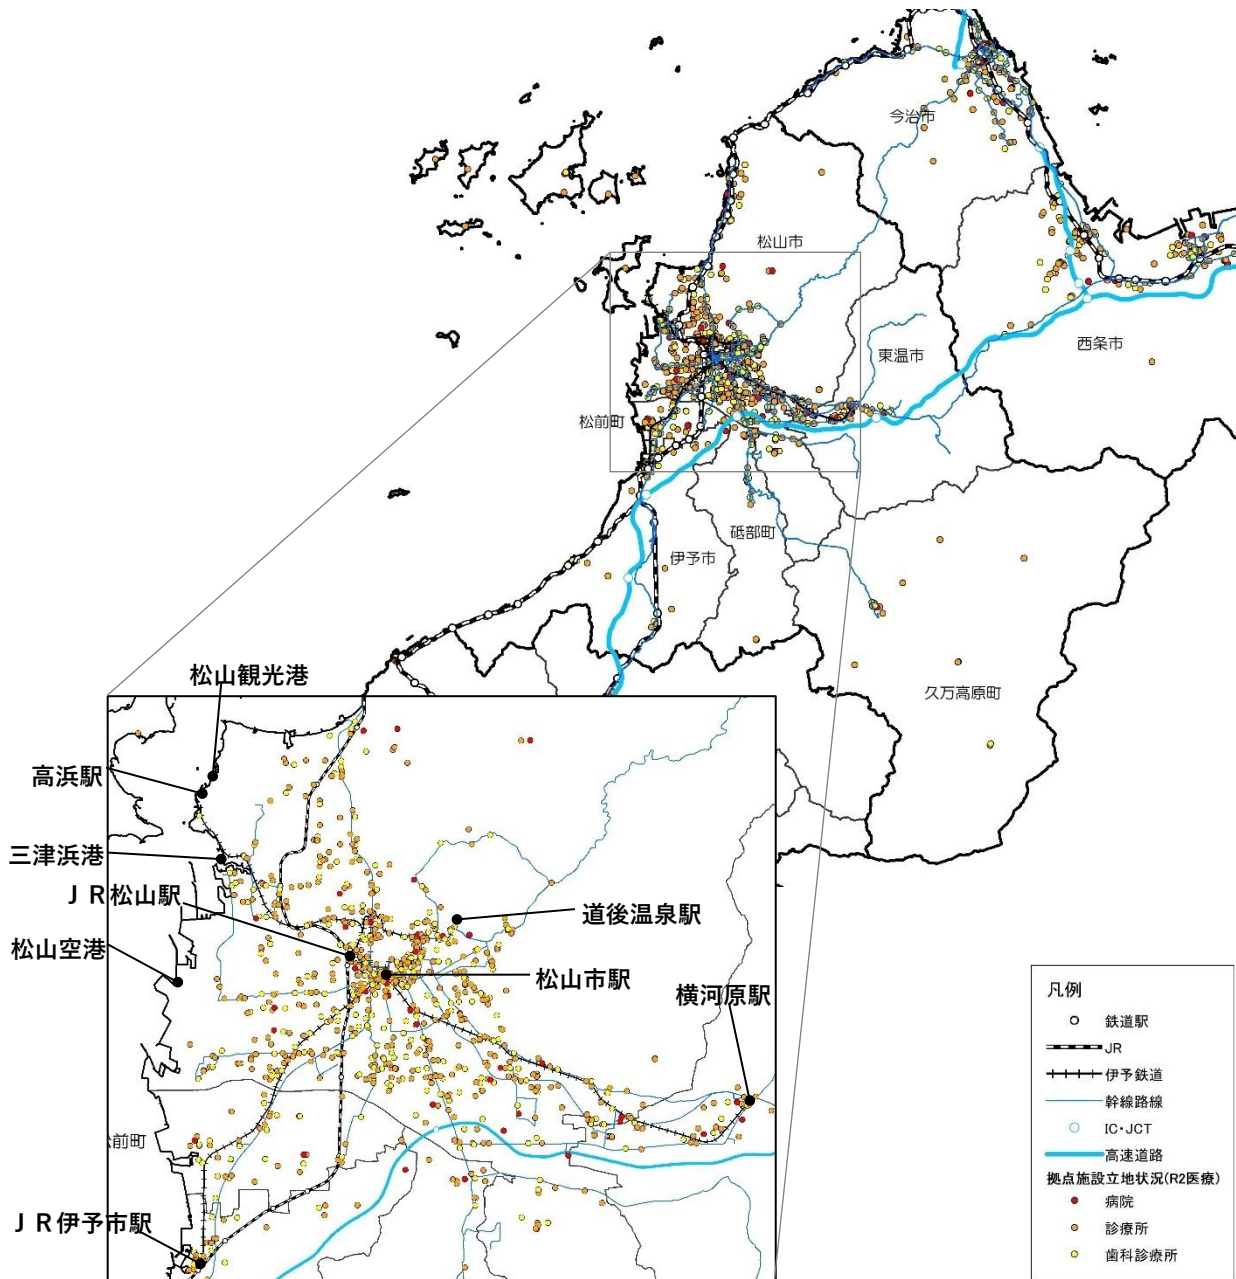 今治市
松山市
東温市
西条市
松前町
砥部町
伊予市
久万高原町
松山観光港
高浜駅
三津浜港
JR松山駅
道後温泉駅
松山空港
松山市駅
横河原駅
前町
JR伊予市駅
凡例
鉄道駅
JR
伊予鉄道
幹線路線
IC・JCT
高速道路
拠点施設立地状況(R2医療)
病院
診療所
歯科診療所